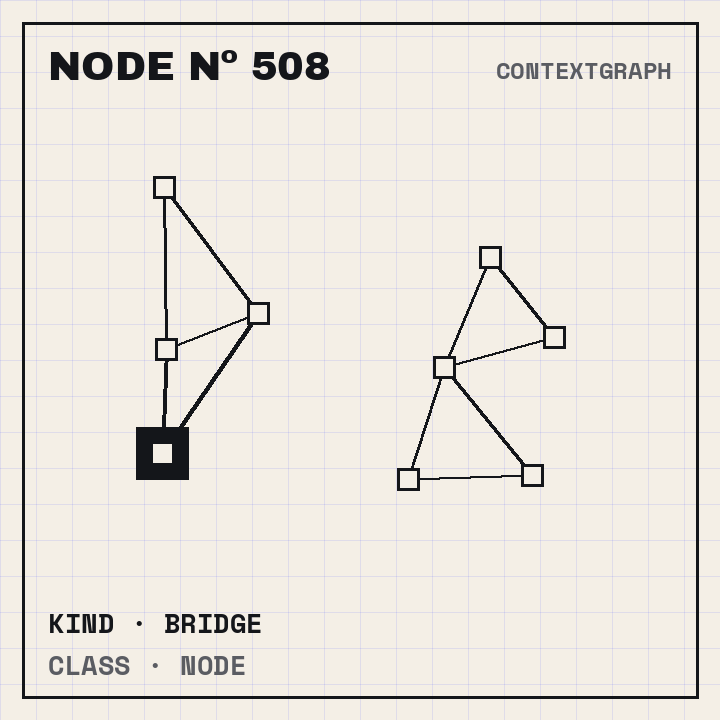 NODE Nº 508
CONTEXTGRAPH
KIND · BRIDGE
CLASS · NODE